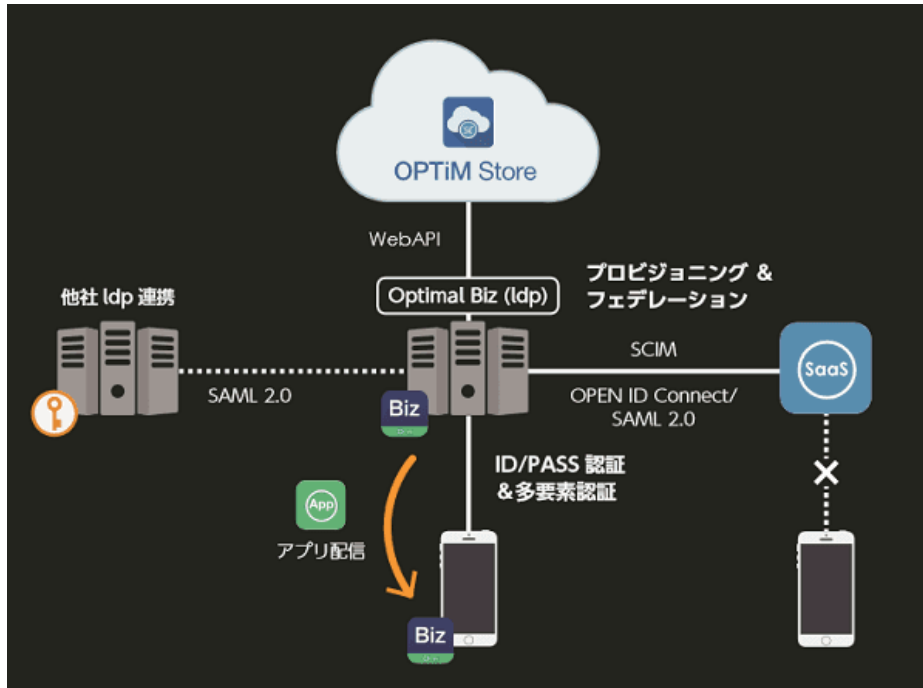 OPTiM Store
WebAPI
プロビジョニング &
フェデレーション
他社 ldp 連携
Optimal Biz (ldp)
SCIM
SaaS
SAML 2.0
OPEN ID Connect/
SAML 2.0
Biz
ID/PASS 認証
&多要素認証
App
アプリ配信
Biz